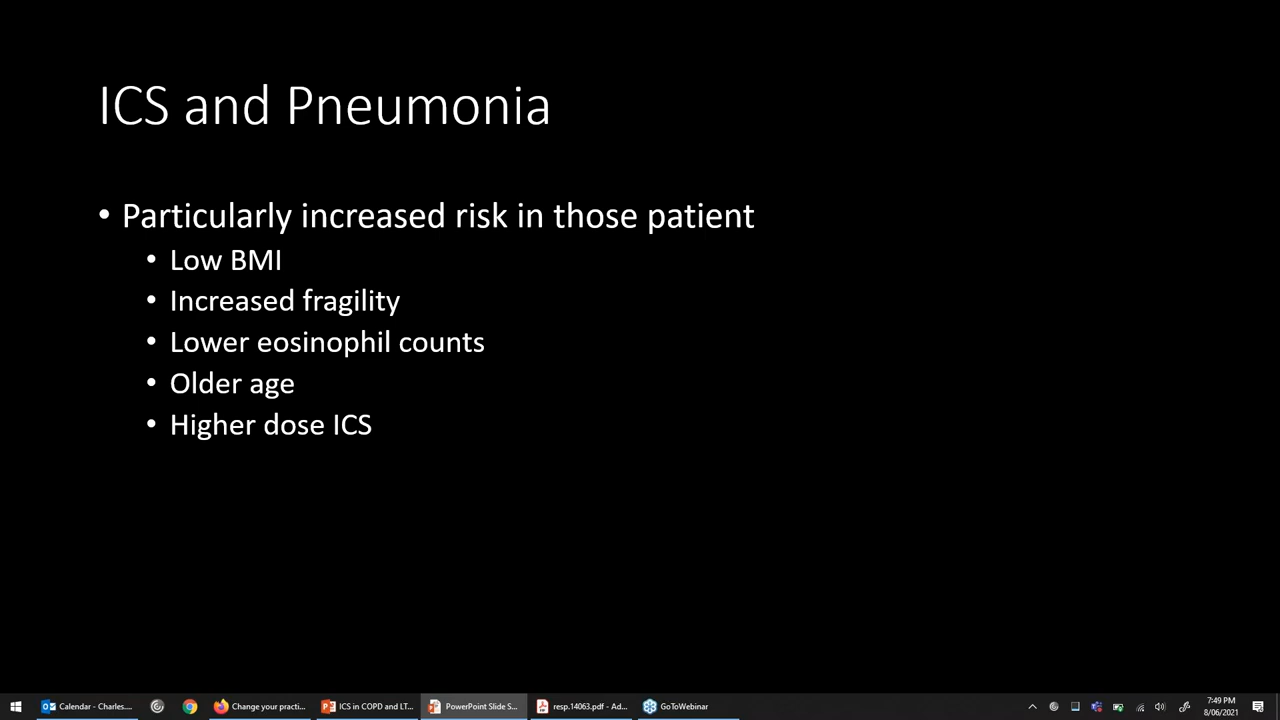 ICS and Pneumonia
• Particularly increased risk in those patient
• Low BMI
• Increased fragility
• Lower eosinophil counts
• Older age
• Higher dose ICS
Calendar - Charles.... Change your practi... ICS in COPD and LT... PowerPoint Slide S... resp.14063.pdf - Ad... GoToWebinar 7:49 PM
8/06/2021